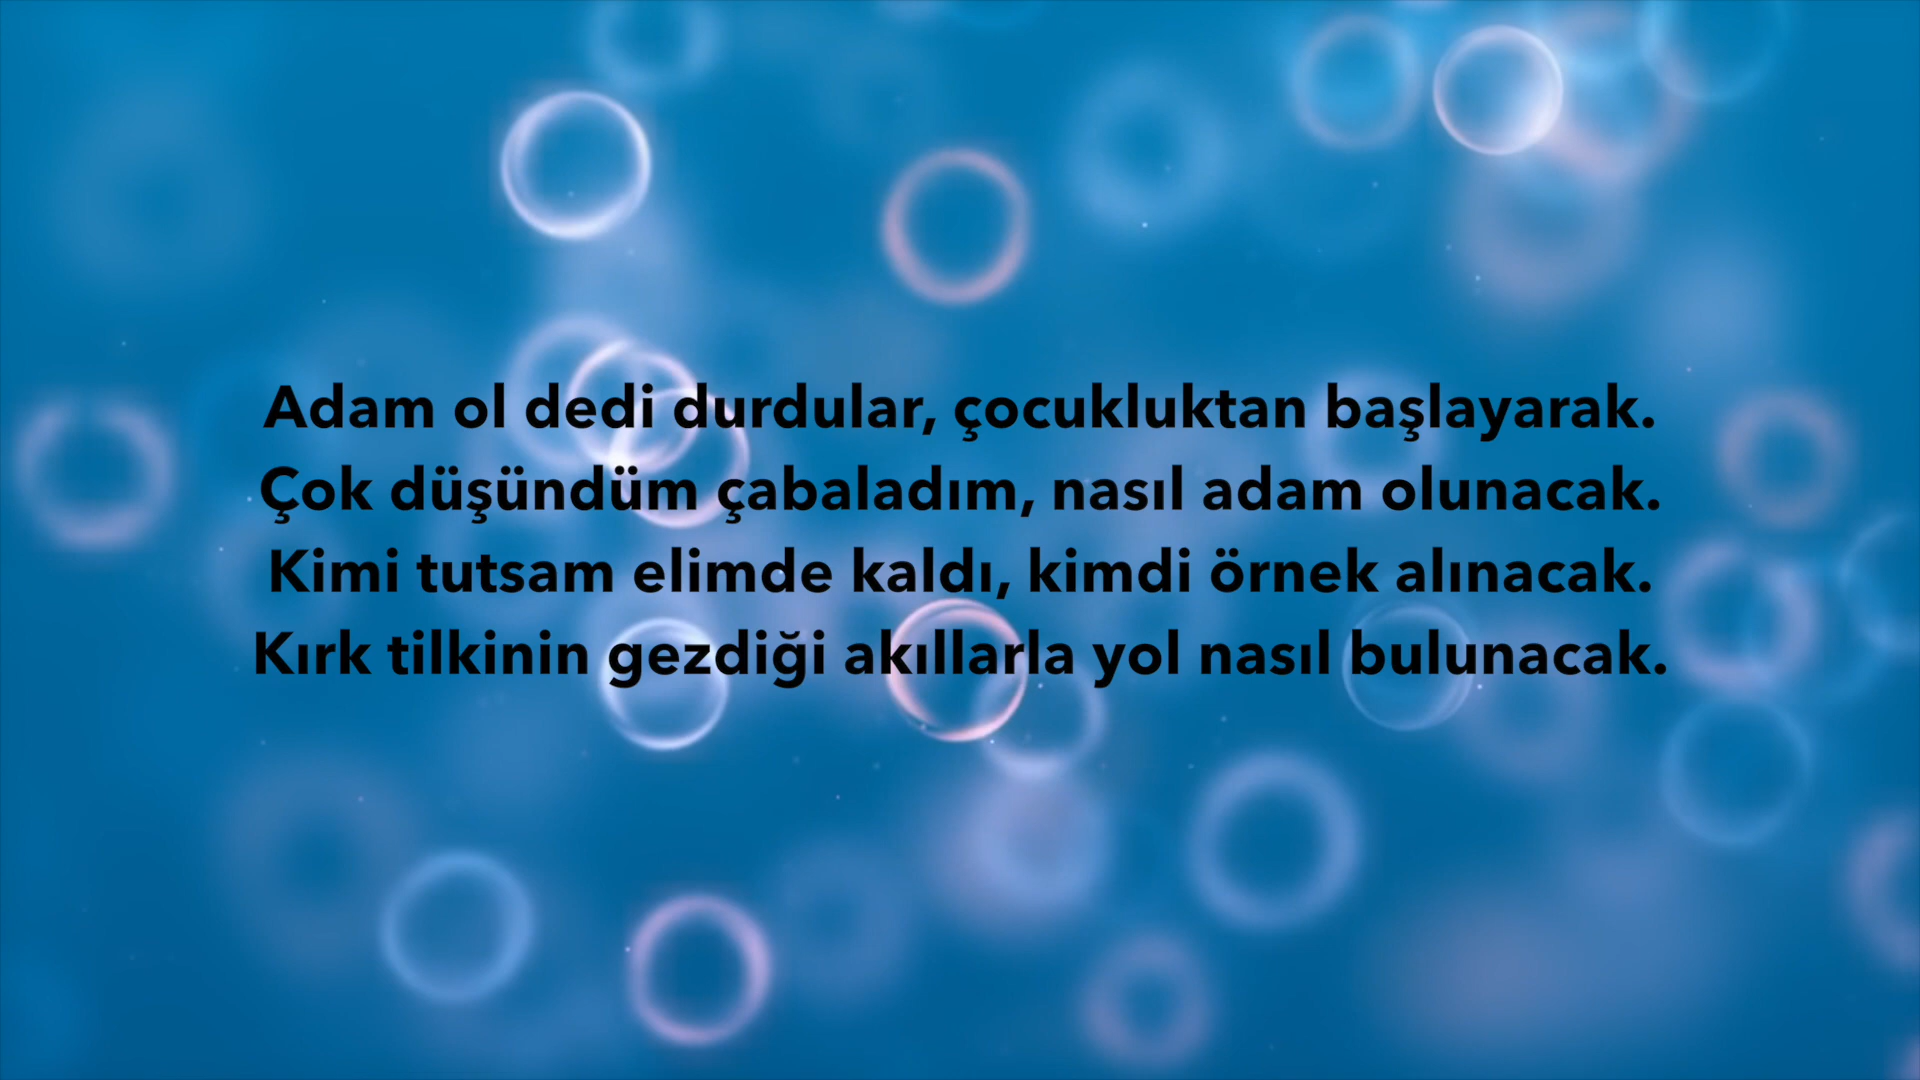 Adam ol dedi durdular, çocukluktan başlayarak.
Çok düşündüm çabaladım, nasıl adam olunacak.
Kimi tutsam elimde kaldı, kimdi örnek alınacak.
Kırk tilkinin gezdiği akıllarla yol nasıl bulunacak.